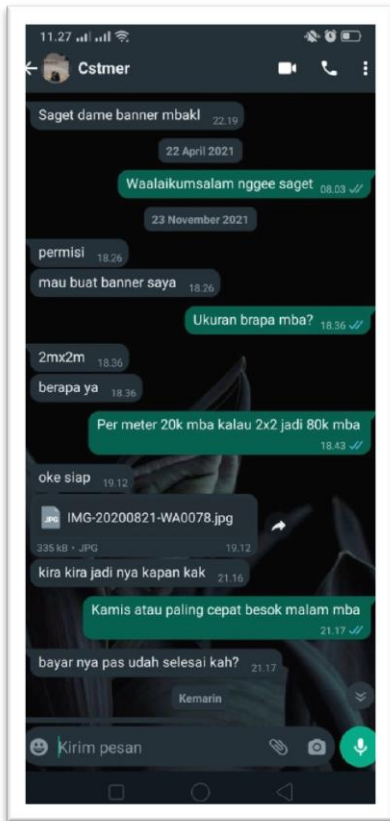 11.27
Cstmer
Saget dame banner mbakl 22.19
22 April 2021
Waalaikumsalam nggee saget 08.03
23 November 2021
permisi 18.26
mau buat banner saya 18.26
Ukuran brapa mba? 18.36
2mx2m 18.36
berapa ya 18.36
Per meter 20k mba kalau 2x2 jadi 80k mba
18.43
oke siap 19.12
JPG IMG-20200821-WA0078.jpg
335 kB • JPG 19.12
kira kira jadi nya kapan kak 21.16
Kamis atau paling cepat besok malam mba
21.17
bayar nya pas udah selesai kah? 21.17
Kemarin
Kirim pesan